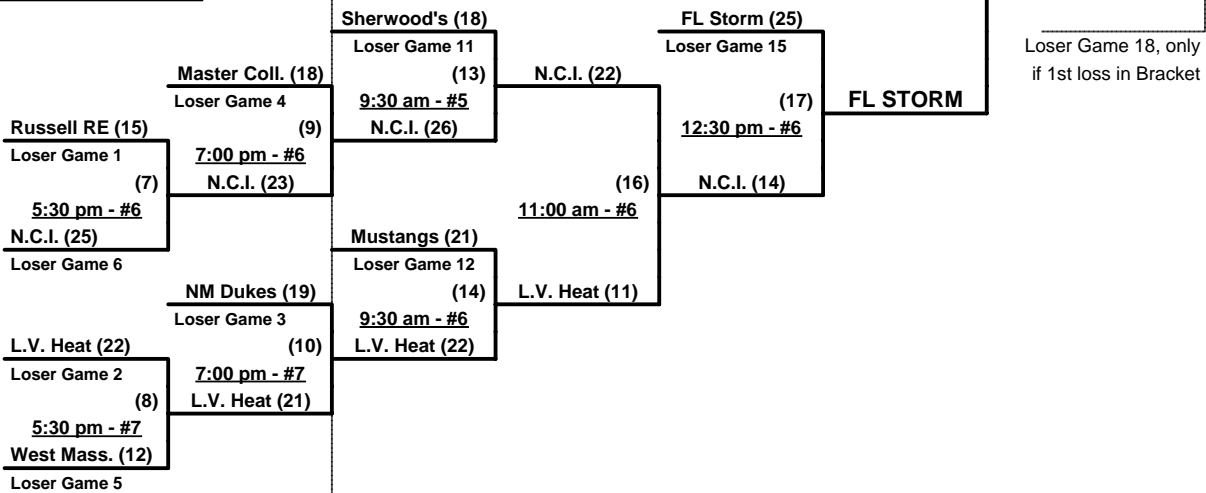 Sherwood's (18)
FL Storm (25)
Loser Game 11
Loser Game 15
Loser Game 18, only
if 1st loss in Bracket
Master Coll. (18)
(13)
N.C.I. (22)
Loser Game 4
9:30 am - #5
(17)
FL STORM
Russell RE (15)
(9)
N.C.I. (26)
12:30 pm - #6
Loser Game 1
7:00 pm - #6
(7)
N.C.I. (23)
(16)
N.C.I. (14)
5:30 pm - #6
11:00 am - #6
N.C.I. (25)
Mustangs (21)
Loser Game 6
Loser Game 12
NM Dukes (19)
(14)
L.V. Heat (11)
Loser Game 3
9:30 am - #6
L.V. Heat (22)
(10)
L.V. Heat (22)
Loser Game 2
7:00 pm - #7
(8)
L.V. Heat (21)
5:30 pm - #7
West Mass. (12)
Loser Game 5